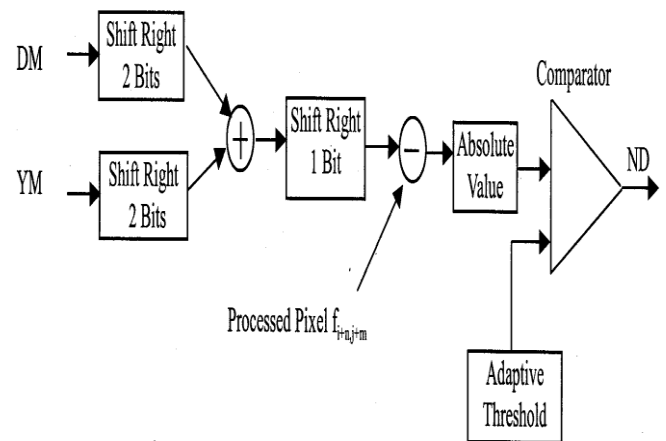 DM
Shift Right
2 Bits
YM
Shift Right
2 Bits
+
Shift Right
1 Bit
−
Absolute
Value
Comparator
ND
Processed Pixel f_{i+n,j+m}
Adaptive
Threshold